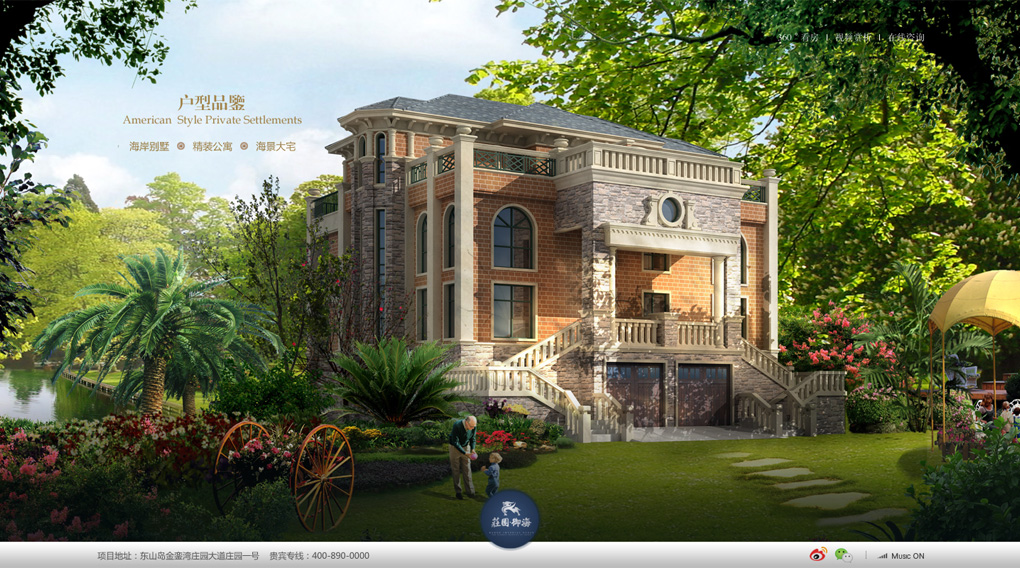 360° 看房 | 视频赏析 | 在线咨询
户型品鑒
American Style Private Settlements
海岸别墅 精装公寓 海景大宅
莊園·御海
项目地址：东山岛金銮湾庄园大道庄园一号 贵宾专线：400-890-0000
Music ON